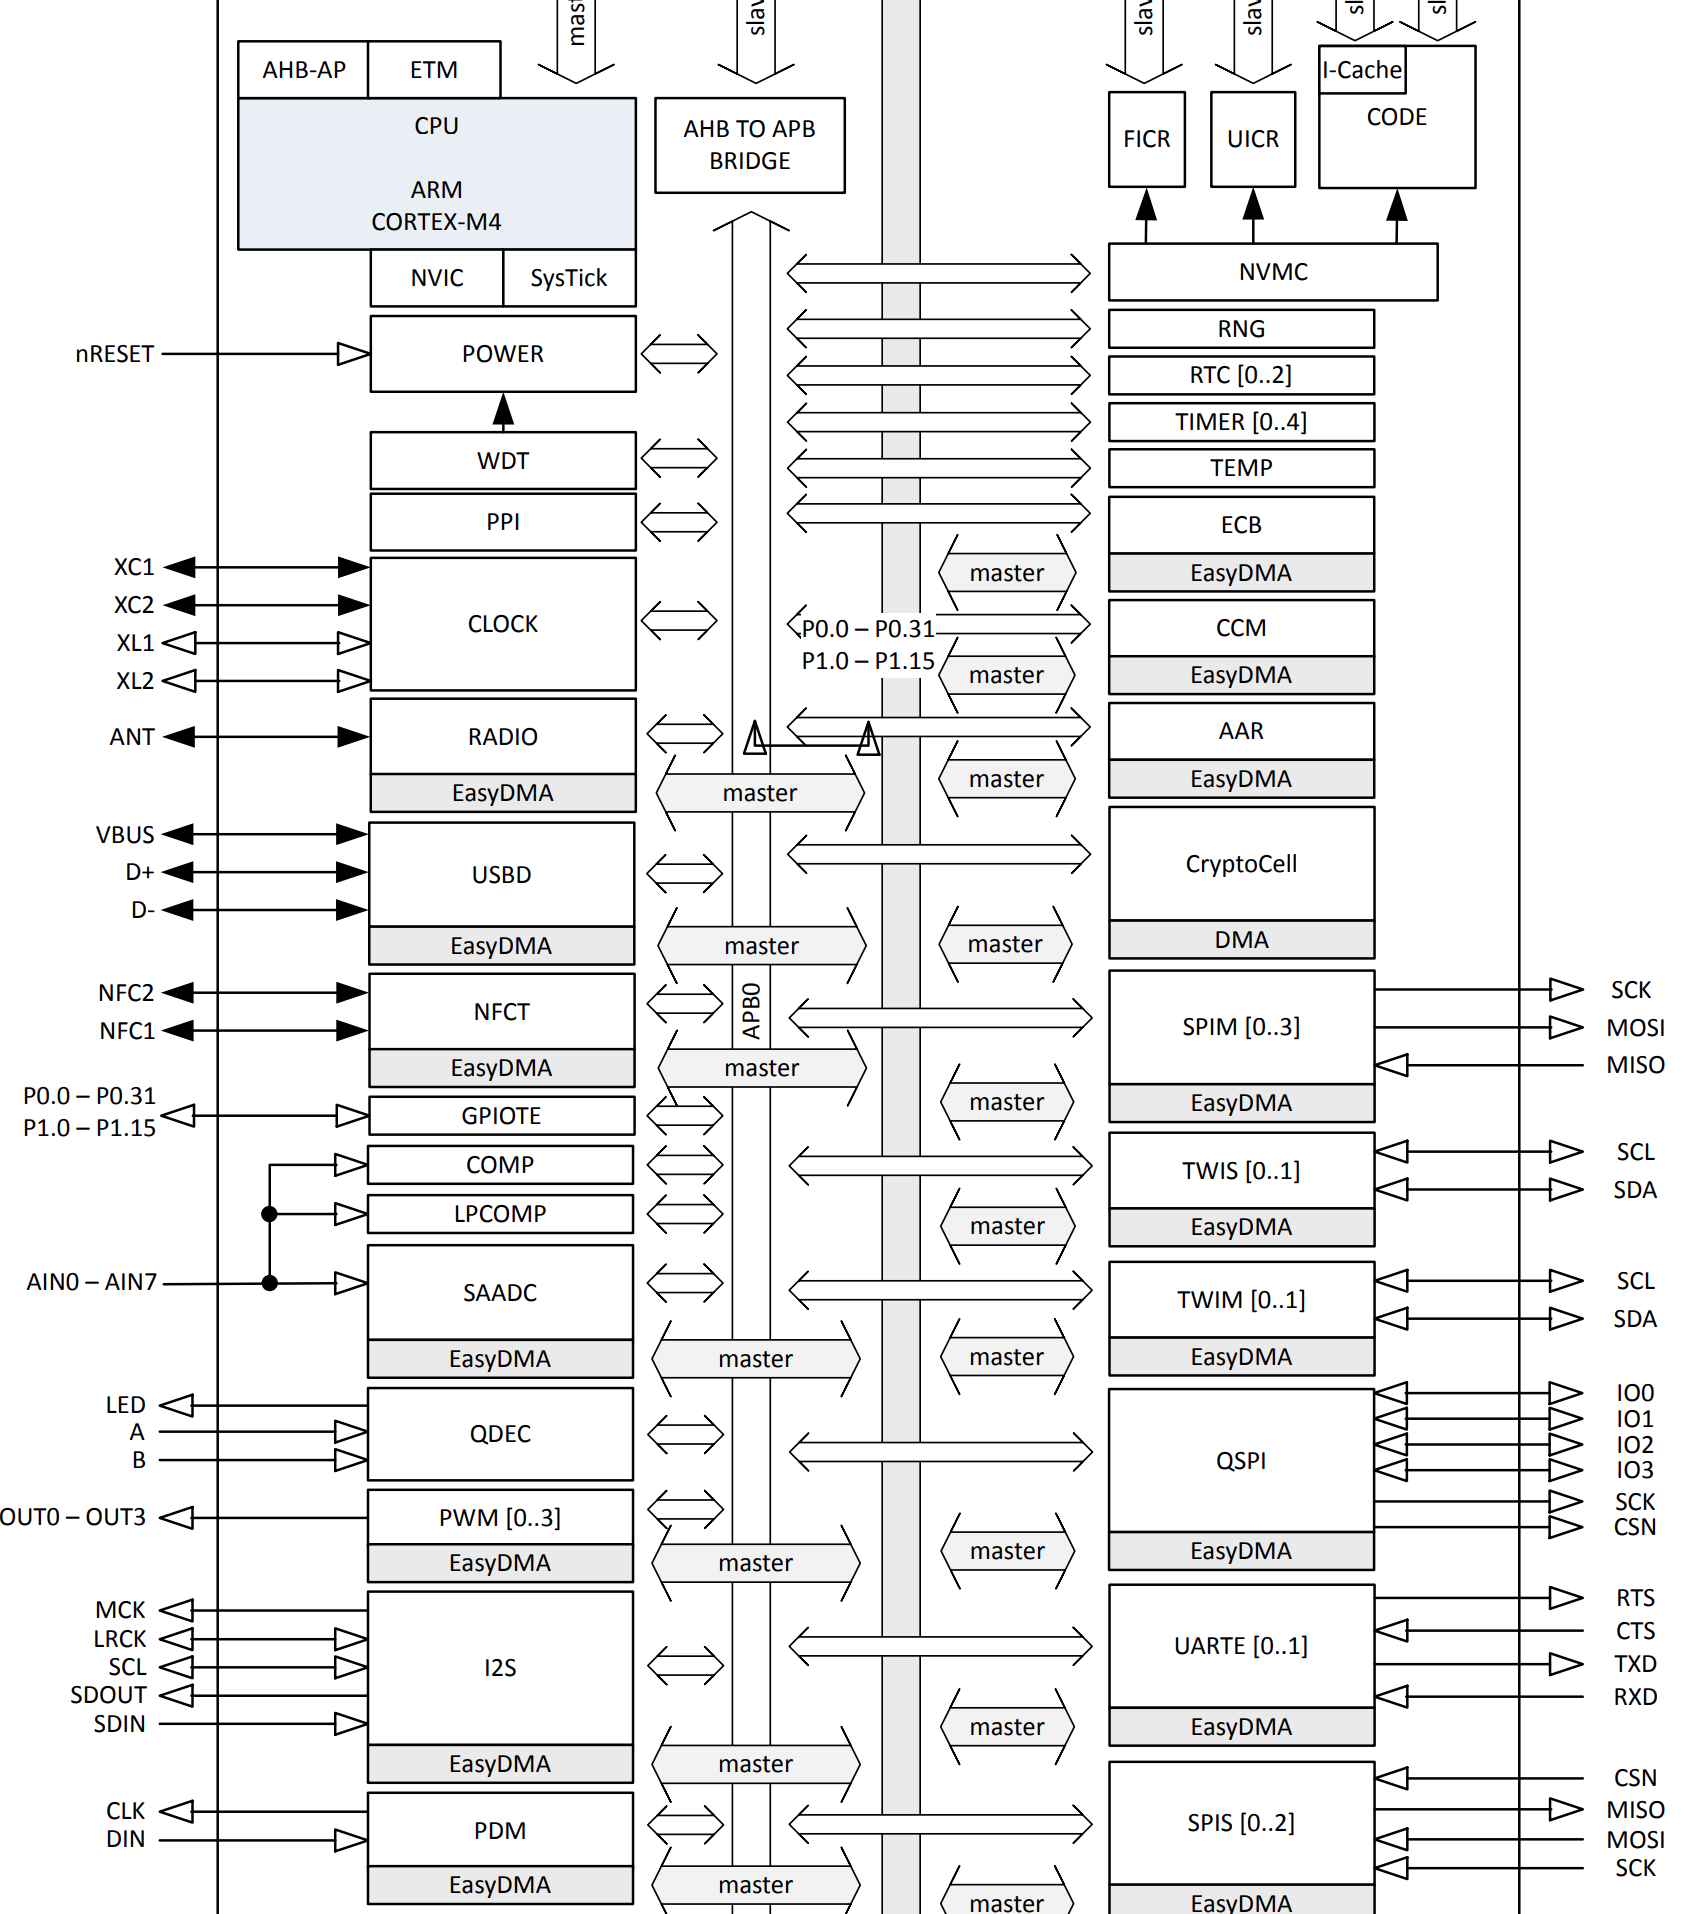 AHB-AP
ETM
CPU
ARM
CORTEX-M4
NVIC
SysTick
AHB TO APB
BRIDGE
FICR
UICR
I-Cache
CODE
NVMC
nRESET
POWER
WDT
PPI
XC1
XC2
XL1
XL2
CLOCK
ANT
RADIO
EasyDMA
master
VBUS
D+
D-
USBD
EasyDMA
master
NFC2
NFC1
NFCT
EasyDMA
master
APB0
P0.0 – P0.31
P1.0 – P1.15
GPIOTE
COMP
LPCOMP
AIN0 – AIN7
SAADC
EasyDMA
master
LED
A
B
QDEC
OUT0 – OUT3
PWM [0..3]
EasyDMA
master
MCK
LRCK
SCL
SDOUT
SDIN
I2S
EasyDMA
master
CLK
DIN
PDM
EasyDMA
master
RNG
RTC [0..2]
TIMER [0..4]
TEMP
ECB
master
EasyDMA
P0.0 – P0.31
P1.0 – P1.15
CCM
master
EasyDMA
AAR
master
EasyDMA
CryptoCell
master
DMA
SPIM [0..3]
SCK
MOSI
MISO
master
EasyDMA
TWIS [0..1]
SCL
SDA
master
EasyDMA
TWIM [0..1]
SCL
SDA
master
EasyDMA
QSPI
IO0
IO1
IO2
IO3
SCK
CSN
master
EasyDMA
UARTE [0..1]
RTS
CTS
TXD
RXD
master
EasyDMA
SPIS [0..2]
CSN
MISO
MOSI
SCK
master
EasyDMA